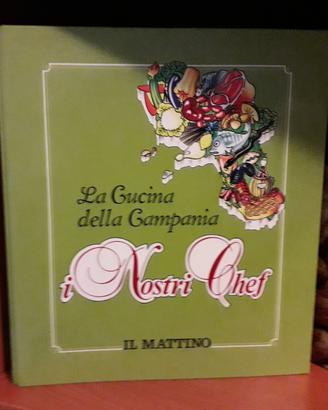 La Cucina
della Campania
i Nostri Chef
IL MATTINO